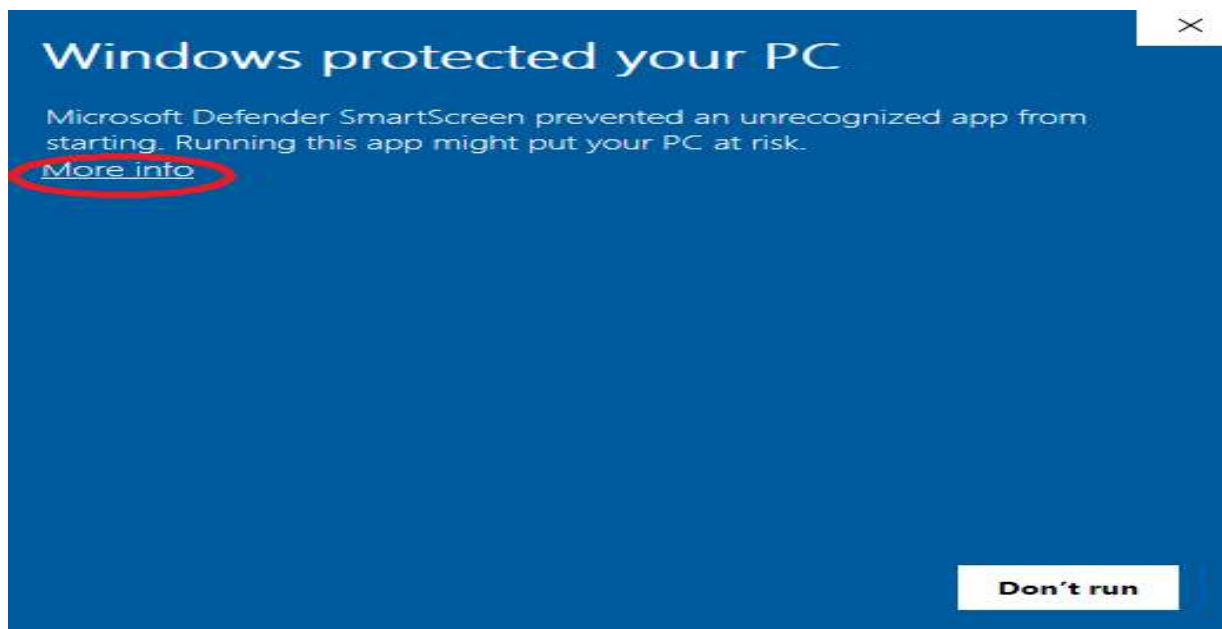 Windows protected your PC
Microsoft Defender SmartScreen prevented an unrecognized app from
starting. Running this app might put your PC at risk.
More info
Don't run